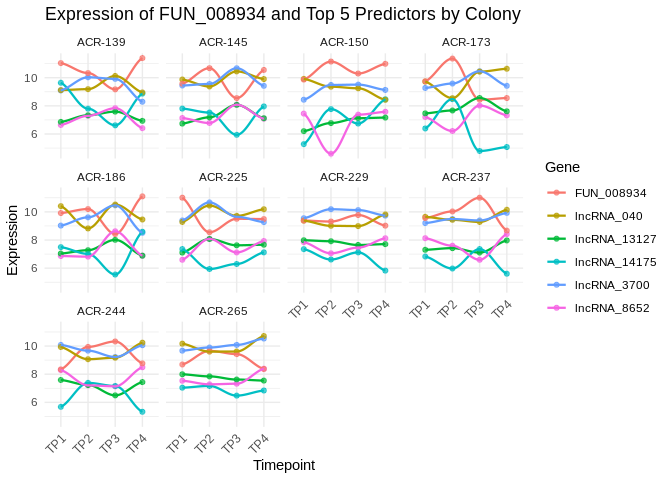 Expression of FUN_008934 and Top 5 Predictors by Colony
ACR-139 ACR-145 ACR-150 ACR-173
10
8
6
ACR-186 ACR-225 ACR-229 ACR-237
10
8
6
TP1 TP2 TP3 TP4 TP1 TP2 TP3 TP4
ACR-244 ACR-265
10
8
6
TP1 TP2 TP3 TP4 TP1 TP2 TP3 TP4
Timepoint
Expression
Gene
FUN_008934
lncRNA_040
lncRNA_13127
lncRNA_14175
lncRNA_3700
lncRNA_8652